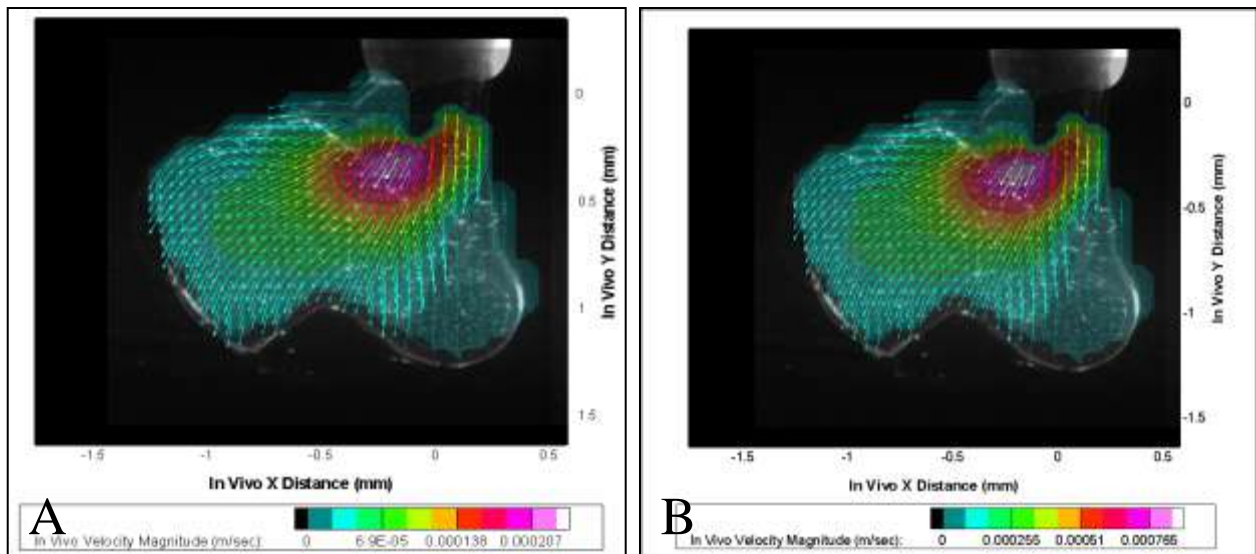 0
0.5
1
1.5
In Vivo Y Distance (mm)
-1.5
-1
-0.5
0
0.5
In Vivo X Distance (mm)
A
In Vivo Velocity Magnitude (m/sec):
0
6.9E-05
0.000138
0.000207
0
-0.5
-1
-1.5
In Vivo Y Distance (mm)
-1.5
-1
-0.5
0
0.5
In Vivo X Distance (mm)
B
In Vivo Velocity Magnitude (m/sec):
0
0.000255
0.00051
0.000765